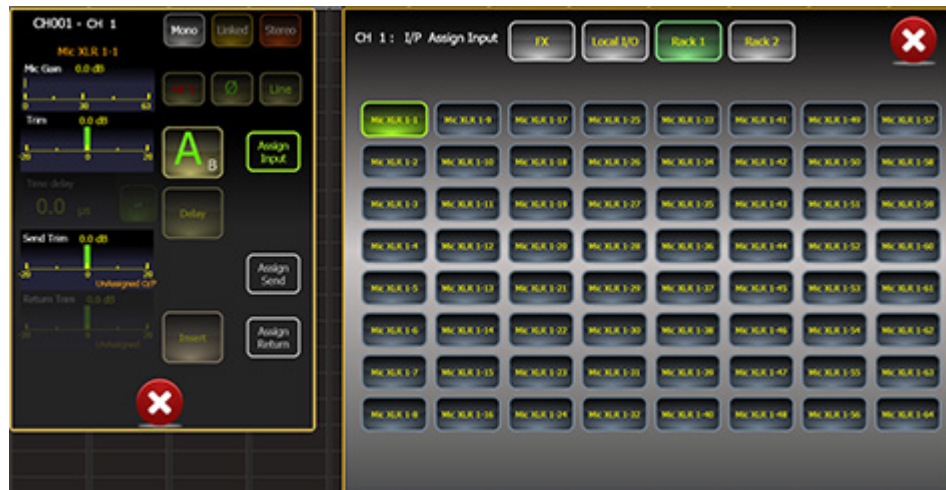 CH001 - CH 1
Mono
Linked
Stereo
Mic XLR 1-1
Mic Gain 0.0 dB
0 30 60
Ø
Line
Trim 0.0 dB
-20 0 20
A B
Assign Input
Time delay
0.0 µs
Delay
Send Trim 0.0 dB
-20 0 20
Unassigned O/P
Assign Send
Return Trim 0.0 dB
-20 0 20
Unassigned
Insert
Assign Return
CH 1: I/P Assign Input
FX
Local I/O
Rack 1
Rack 2
Mic XLR 1-1 Mic XLR 1-9 Mic XLR 1-17 Mic XLR 1-25 Mic XLR 1-33 Mic XLR 1-41 Mic XLR 1-49 Mic XLR 1-57
Mic XLR 1-2 Mic XLR 1-10 Mic XLR 1-18 Mic XLR 1-26 Mic XLR 1-34 Mic XLR 1-42 Mic XLR 1-50 Mic XLR 1-58
Mic XLR 1-3 Mic XLR 1-11 Mic XLR 1-19 Mic XLR 1-27 Mic XLR 1-35 Mic XLR 1-43 Mic XLR 1-51 Mic XLR 1-59
Mic XLR 1-4 Mic XLR 1-12 Mic XLR 1-20 Mic XLR 1-28 Mic XLR 1-36 Mic XLR 1-44 Mic XLR 1-52 Mic XLR 1-60
Mic XLR 1-5 Mic XLR 1-13 Mic XLR 1-21 Mic XLR 1-29 Mic XLR 1-37 Mic XLR 1-45 Mic XLR 1-53 Mic XLR 1-61
Mic XLR 1-6 Mic XLR 1-14 Mic XLR 1-22 Mic XLR 1-30 Mic XLR 1-38 Mic XLR 1-46 Mic XLR 1-54 Mic XLR 1-62
Mic XLR 1-7 Mic XLR 1-15 Mic XLR 1-23 Mic XLR 1-31 Mic XLR 1-39 Mic XLR 1-47 Mic XLR 1-55 Mic XLR 1-63
Mic XLR 1-8 Mic XLR 1-16 Mic XLR 1-24 Mic XLR 1-32 Mic XLR 1-40 Mic XLR 1-48 Mic XLR 1-56 Mic XLR 1-64